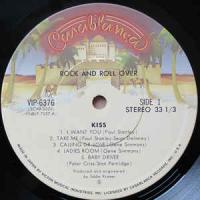 Casablanca
ROCK AND ROLL OVER
VIP-6376
SIDE 1
STEREO 33 1/3
KISS
1. I WANT YOU (Paul Stanley)
2. TAKE ME (Paul Stanley-Sean Delaney)
3. CALLING DR. LOVE (Gene Simmons)
4. LADIES ROOM (Gene Simmons)
5. BABY DRIVER
(Peter Criss-Stan Penridge)
Produced and engineered
by Eddie Kramer